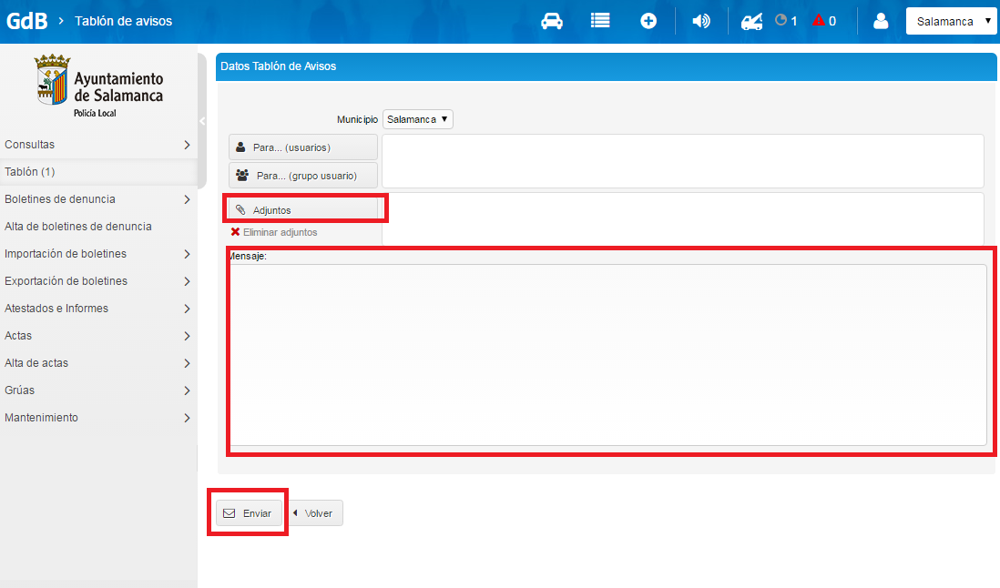 GdB > Tablón de avisos
1
0
Salamanca
Ayuntamiento
de Salamanca
Policía Local
Consultas
Tablón (1)
Boletines de denuncia
Alta de boletines de denuncia
Importación de boletines
Exportación de boletines
Atestados e Informes
Actas
Alta de actas
Grúas
Mantenimiento
Datos Tablón de Avisos
Municipio Salamanca
Para... (usuarios)
Para... (grupo usuario)
Adjuntos
Eliminar adjuntos
Mensaje:
Enviar
Volver